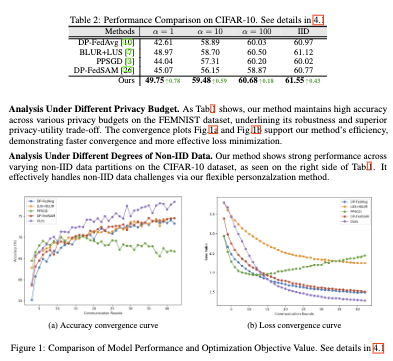 Table 2: Performance Comparison on CIFAR-10. See details in 4.1
Methods α = 1 α = 10 α = 100 IID
DP-FedAvg [10] 42.61 58.89 60.03 60.97
BLUR+LUS [7] 48.97 58.70 60.50 61.12
PPSGD [3] 44.04 57.31 60.20 60.02
DP-FedSAM [26] 45.07 56.15 58.87 60.77
Ours 49.75+0.78 59.48+0.59 60.68+0.18 61.55+0.43
Analysis Under Different Privacy Budget. As Tab.1 shows, our method maintains high accuracy
across various privacy budgets on the FEMNIST dataset, underlining its robustness and superior
privacy-utility trade-off. The convergence plots Fig.1a and Fig.1b support our method's efficiency,
demonstrating faster convergence and more effective loss minimization.
Analysis Under Different Degrees of Non-IID Data. Our method shows strong performance across
varying non-IID data partitions on the CIFAR-10 dataset, as seen on the right side of Tab.1. It
effectively handles non-IID data challenges via our flexible personzalzation method.
DP-FedAvg
BLUR+LUS
PPSGD
DP-FedSAM
Ours
Accuracy (%)
Communication Rounds
DP-FedAvg
BLUR+LUS
PPSGD
DP-FedSAM
Ours
Loss Value
Communication Rounds
(a) Accuracy convergence curve
(b) Loss convergence curve
Figure 1: Comparison of Model Performance and Optimization Objective Value. See details in 4.1